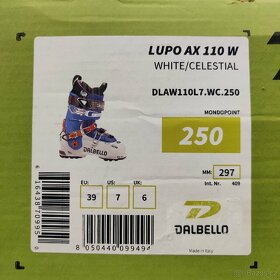 LUPO AX 110 W
WHITE/CELESTIAL
DLAW110L7.WC.250
MONDOPOINT
250
MM: 297
Int. Nr. 409
EU: US: UK:
39 7 6
8 050440 099494
DALBELLO
Made in Italy